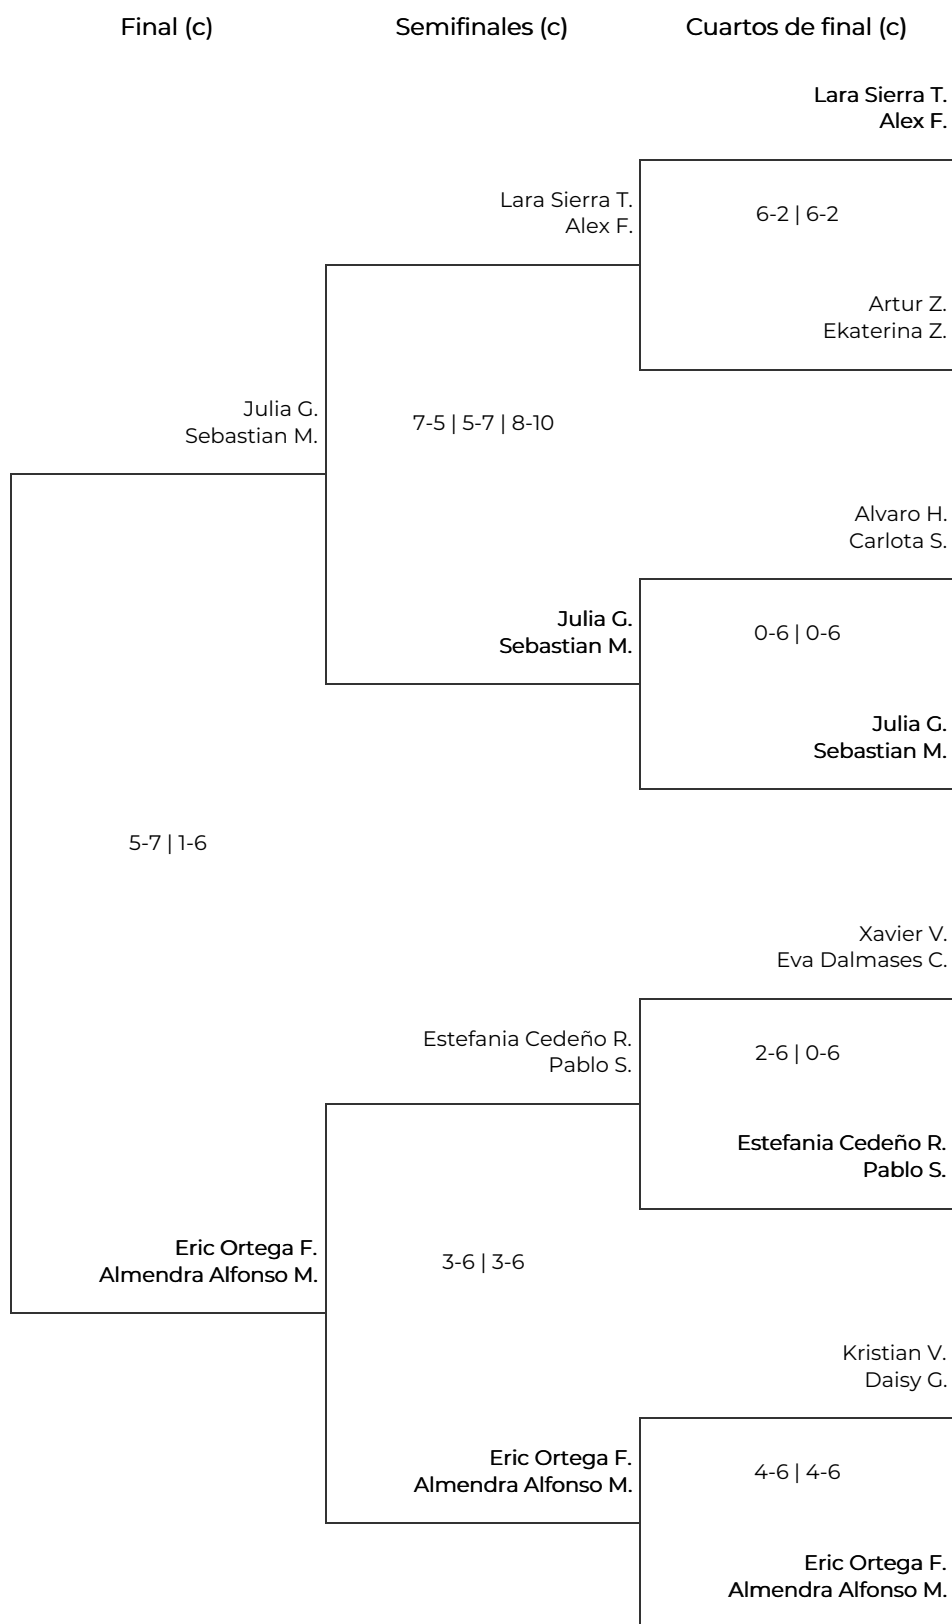 Final (c)
Semifinales (c)
Cuartos de final (c)
Lara Sierra T.
Alex F.
Lara Sierra T.
Alex F.
6-2 | 6-2
Artur Z.
Ekaterina Z.
Julia G.
Sebastian M.
7-5 | 5-7 | 8-10
Alvaro H.
Carlota S.
Julia G.
Sebastian M.
0-6 | 0-6
Julia G.
Sebastian M.
5-7 | 1-6
Xavier V.
Eva Dalmases C.
Estefania Cedeño R.
Pablo S.
2-6 | 0-6
Estefania Cedeño R.
Pablo S.
Eric Ortega F.
Almendra Alfonso M.
3-6 | 3-6
Kristian V.
Daisy G.
Eric Ortega F.
Almendra Alfonso M.
4-6 | 4-6
Eric Ortega F.
Almendra Alfonso M.